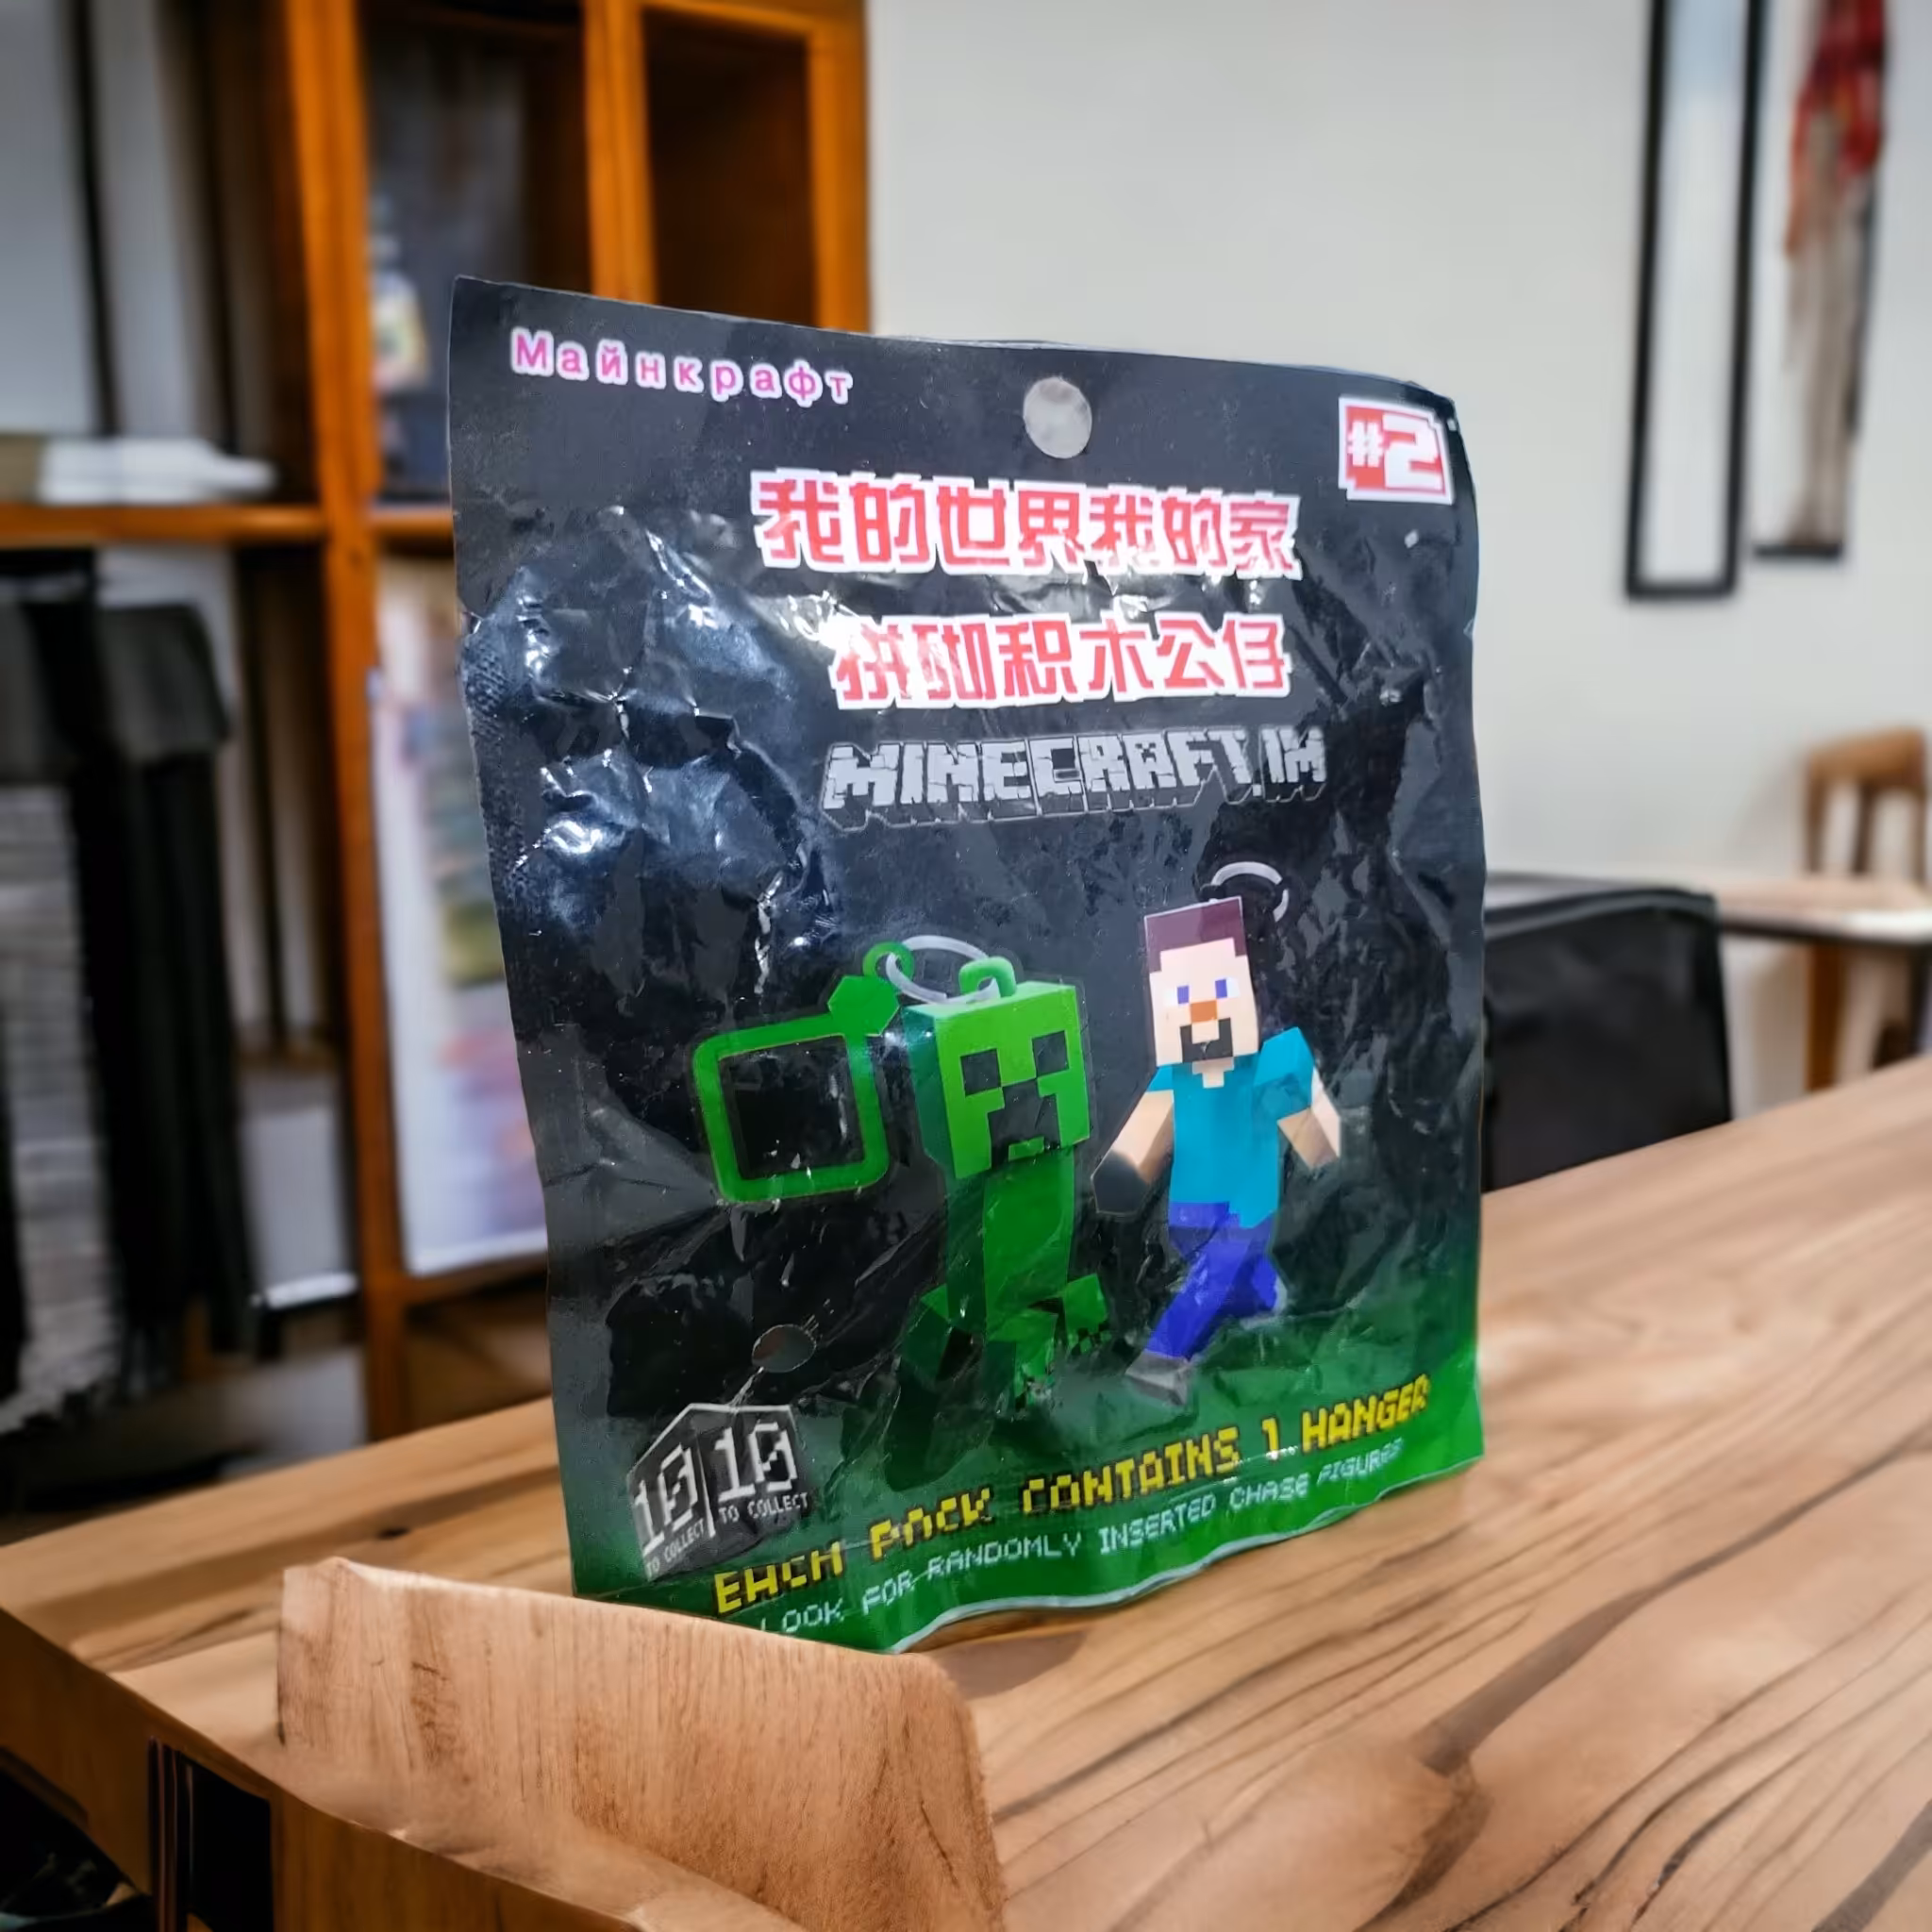 Майнкрафт
#2
我的世界我的家
拼砌积木公仔
MINECRAFT.IM
10 TO COLLECT
10 TO COLLECT
EACH PACK CONTAINS 1 HANGER
LOOK FOR RANDOMLY INSERTED CHASE FIGURE